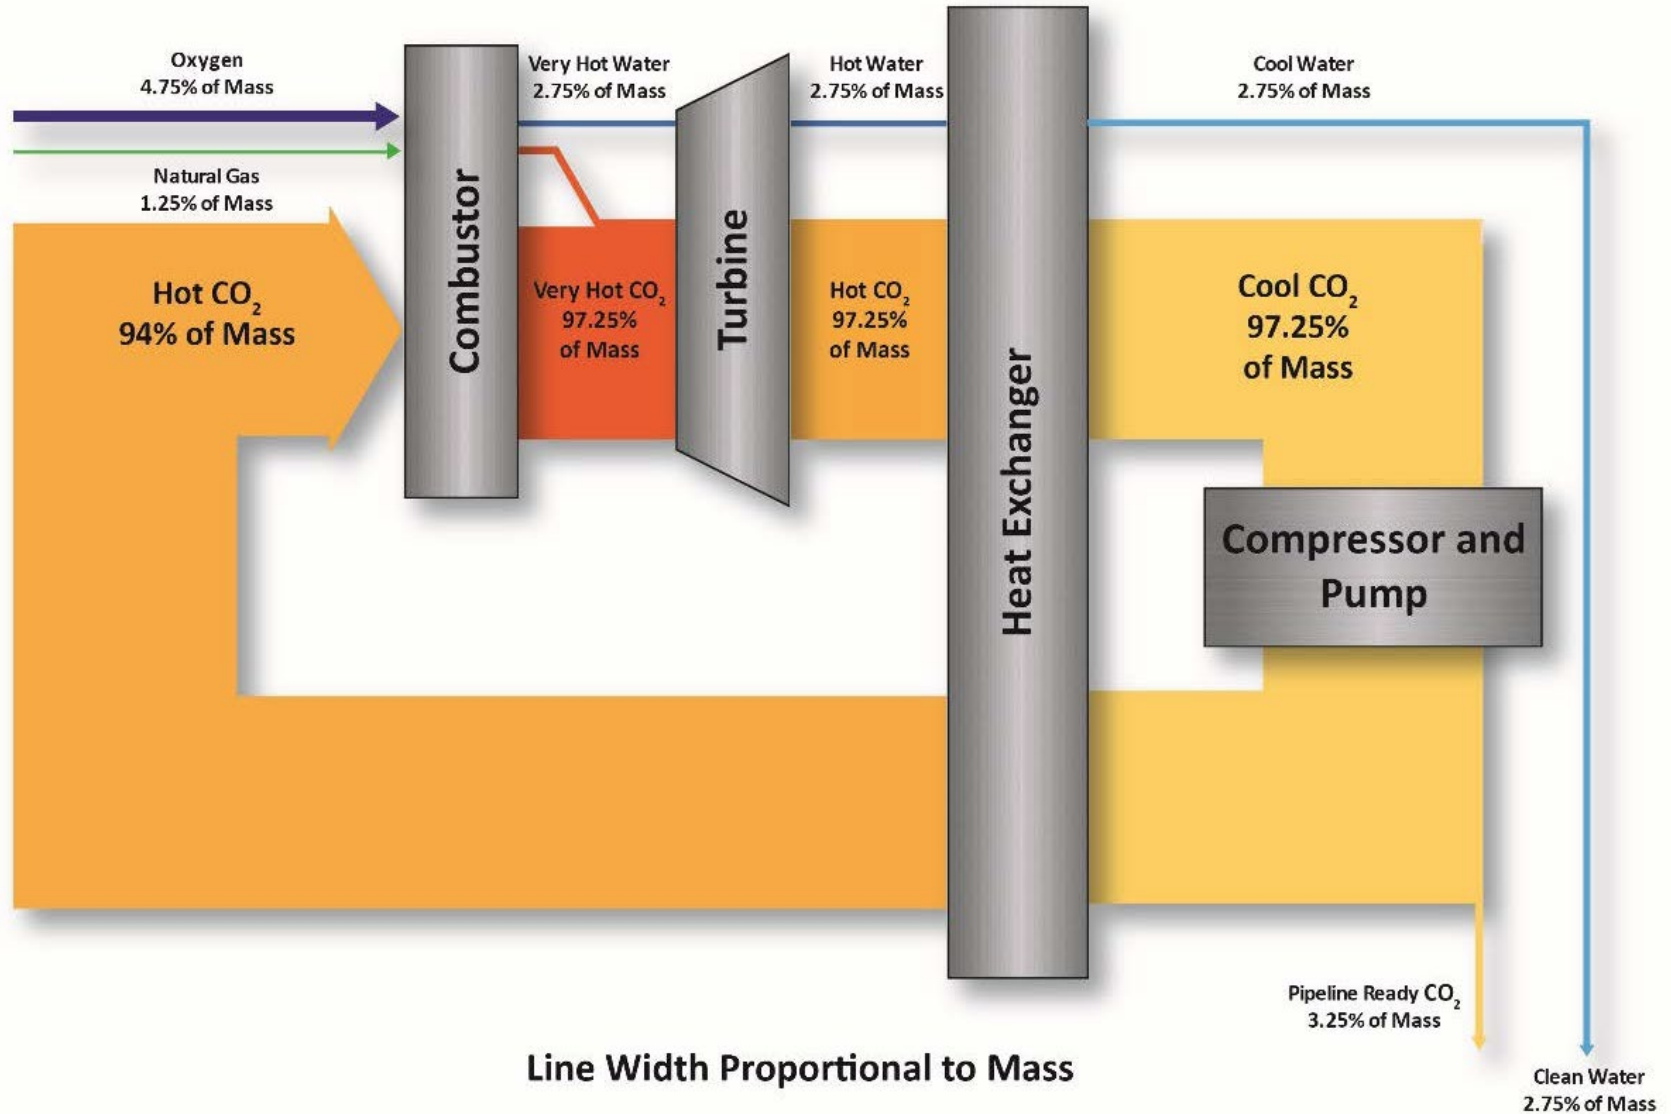 Oxygen
4.75% of Mass
Natural Gas
1.25% of Mass
Hot CO₂
94% of Mass
Combustor
Very Hot Water
2.75% of Mass
Very Hot CO₂
97.25%
of Mass
Turbine
Hot Water
2.75% of Mass
Hot CO₂
97.25%
of Mass
Heat Exchanger
Cool Water
2.75% of Mass
Cool CO₂
97.25%
of Mass
Compressor and
Pump
Pipeline Ready CO₂
3.25% of Mass
Clean Water
2.75% of Mass
Line Width Proportional to Mass